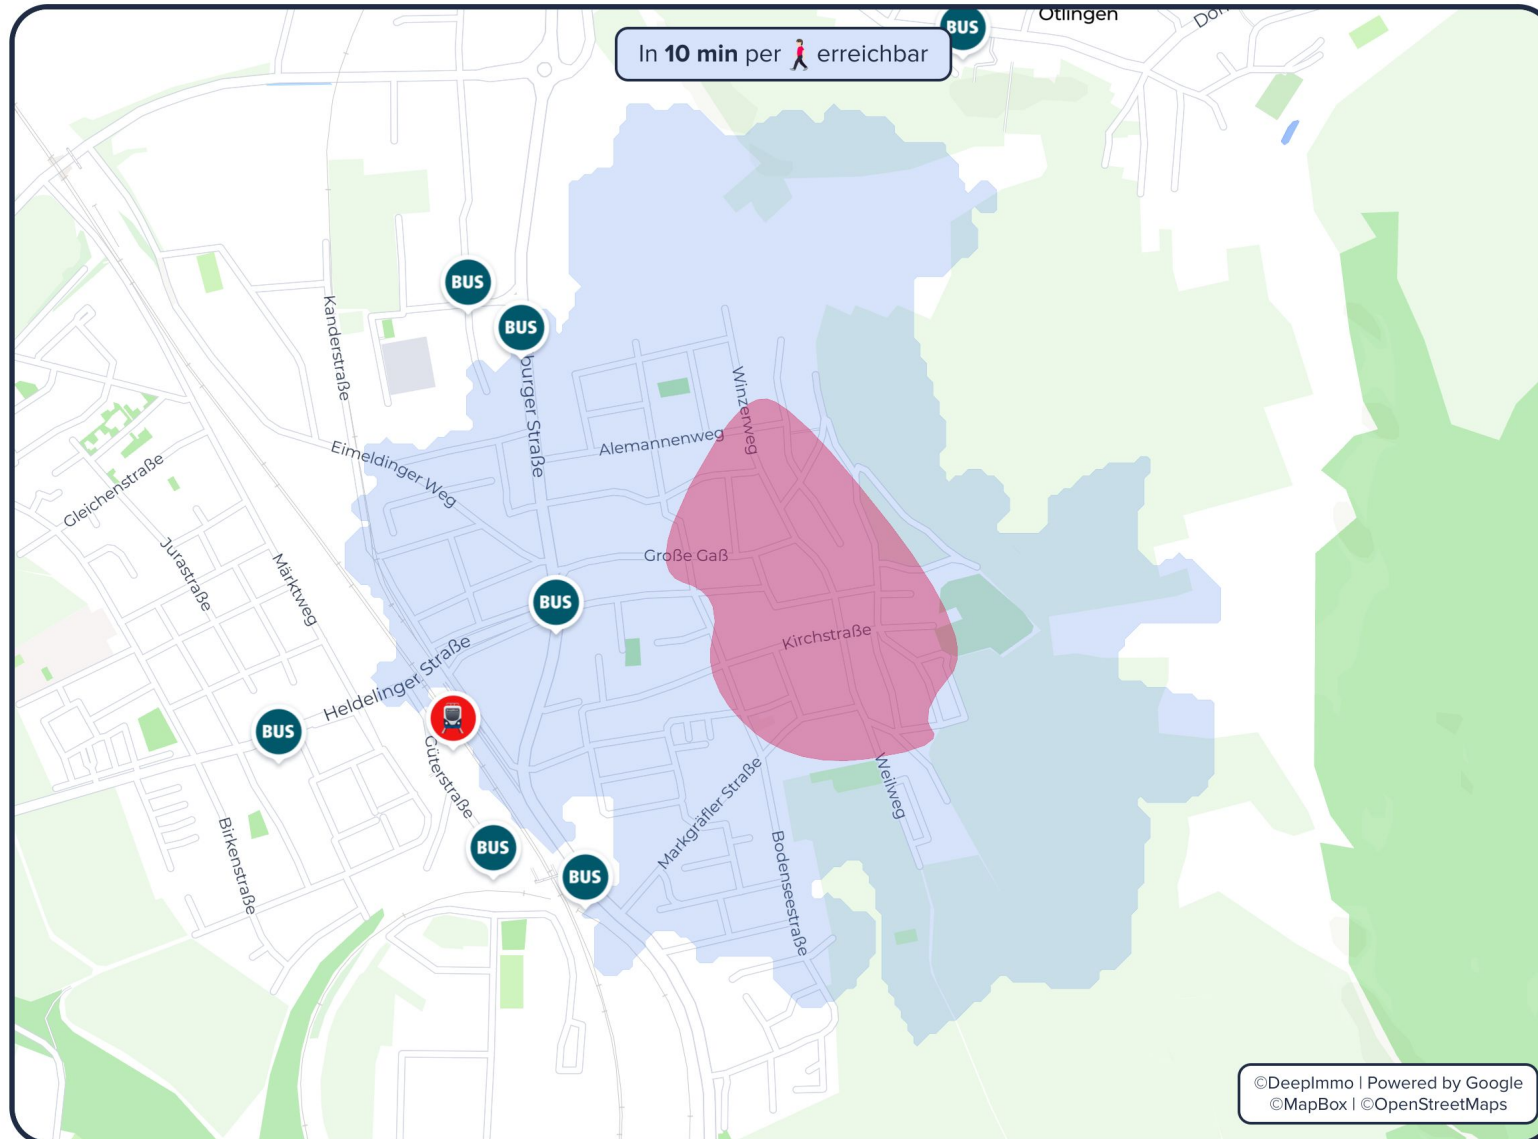 Ötlingen
Dorf
BUS
In 10 min per erreichbar
BUS
BUS
Kanderstraße
burger Straße
Winzerweg
Alemannenweg
Eimeldinger Weg
Gleichenstraße
Jurastraße
Märktweg
Große Gaß
BUS
Kirchstraße
Heldelinger Straße
BUS
Güterstraße
Weilweg
Markgräfler Straße
Birkenstraße
BUS
Bodenseestraße
BUS
©DeepImmo | Powered by Google
©MapBox | ©OpenStreetMaps